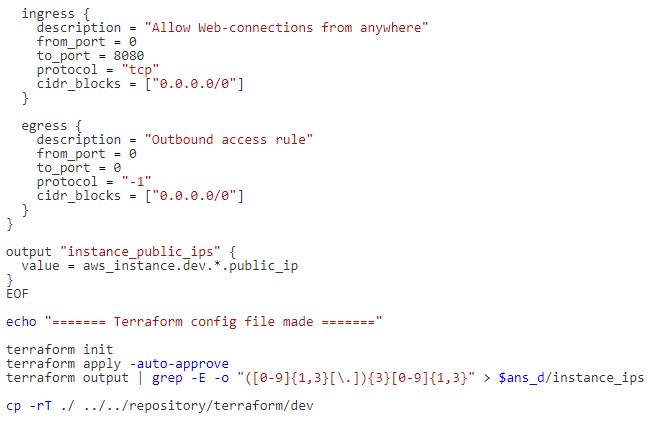 ingress {
description = "Allow Web-connections from anywhere"
from_port = 0
to_port = 8080
protocol = "tcp"
cidr_blocks = ["0.0.0.0/0"]
}
egress {
description = "Outbound access rule"
from_port = 0
to_port = 0
protocol = "-1"
cidr_blocks = ["0.0.0.0/0"]
}
}
output "instance_public_ips" {
value = aws_instance.dev.*.public_ip
}
EOF
echo "======= Terraform config file made ======="
terraform init
terraform apply -auto-approve
terraform output | grep -E -o "([0-9]{1,3}[\.]){3}[0-9]{1,3}" > $ans_d/instance_ips
cp -rT ./ ../../repository/terraform/dev